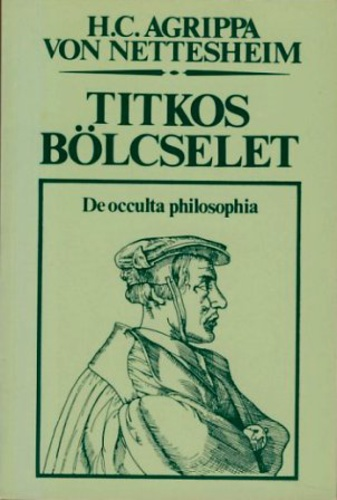 H.C. AGRIPPA
VON NETTESHEIM
TITKOS
BÖLCSELET
De occulta philosophia